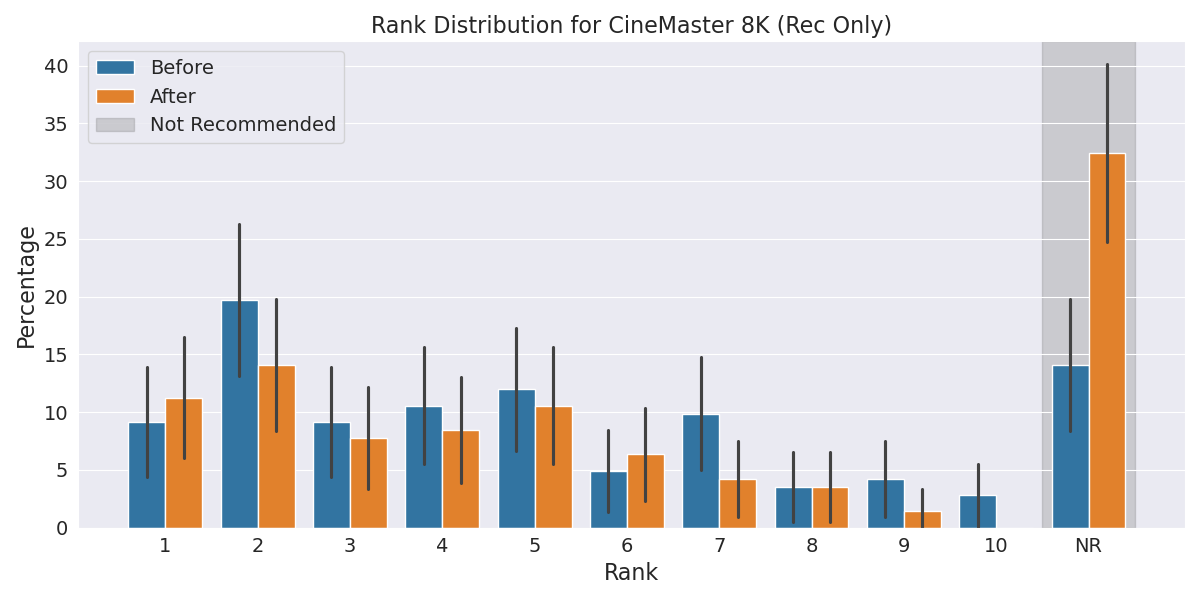 Rank Distribution for CineMaster 8K (Rec Only)
Before
After
Not Recommended
40
35
30
25
20
15
10
5
0
Percentage
1 2 3 4 5 6 7 8 9 10 NR
Rank